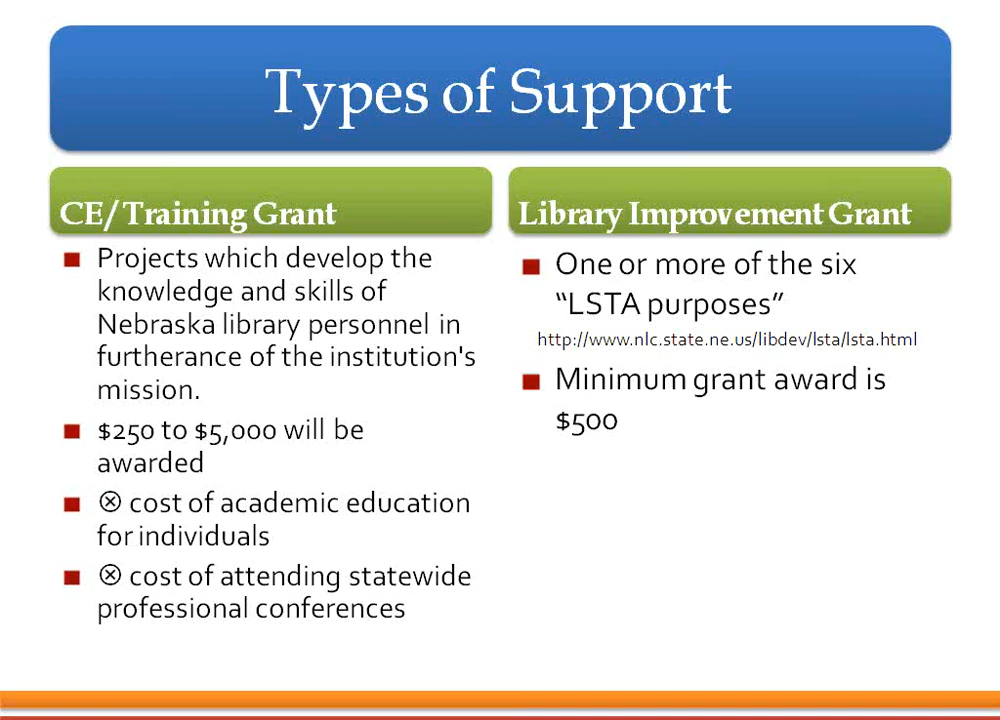 Types of Support
CE/Training Grant
Projects which develop the
knowledge and skills of
Nebraska library personnel in
furtherance of the institution's
mission.
$250 to $5,000 will be
awarded
⊗ cost of academic education
for individuals
⊗ cost of attending statewide
professional conferences
Library Improvement Grant
One or more of the six
“LSTA purposes”
http://www.nlc.state.ne.us/libdev/lsta/lsta.html
Minimum grant award is
$500